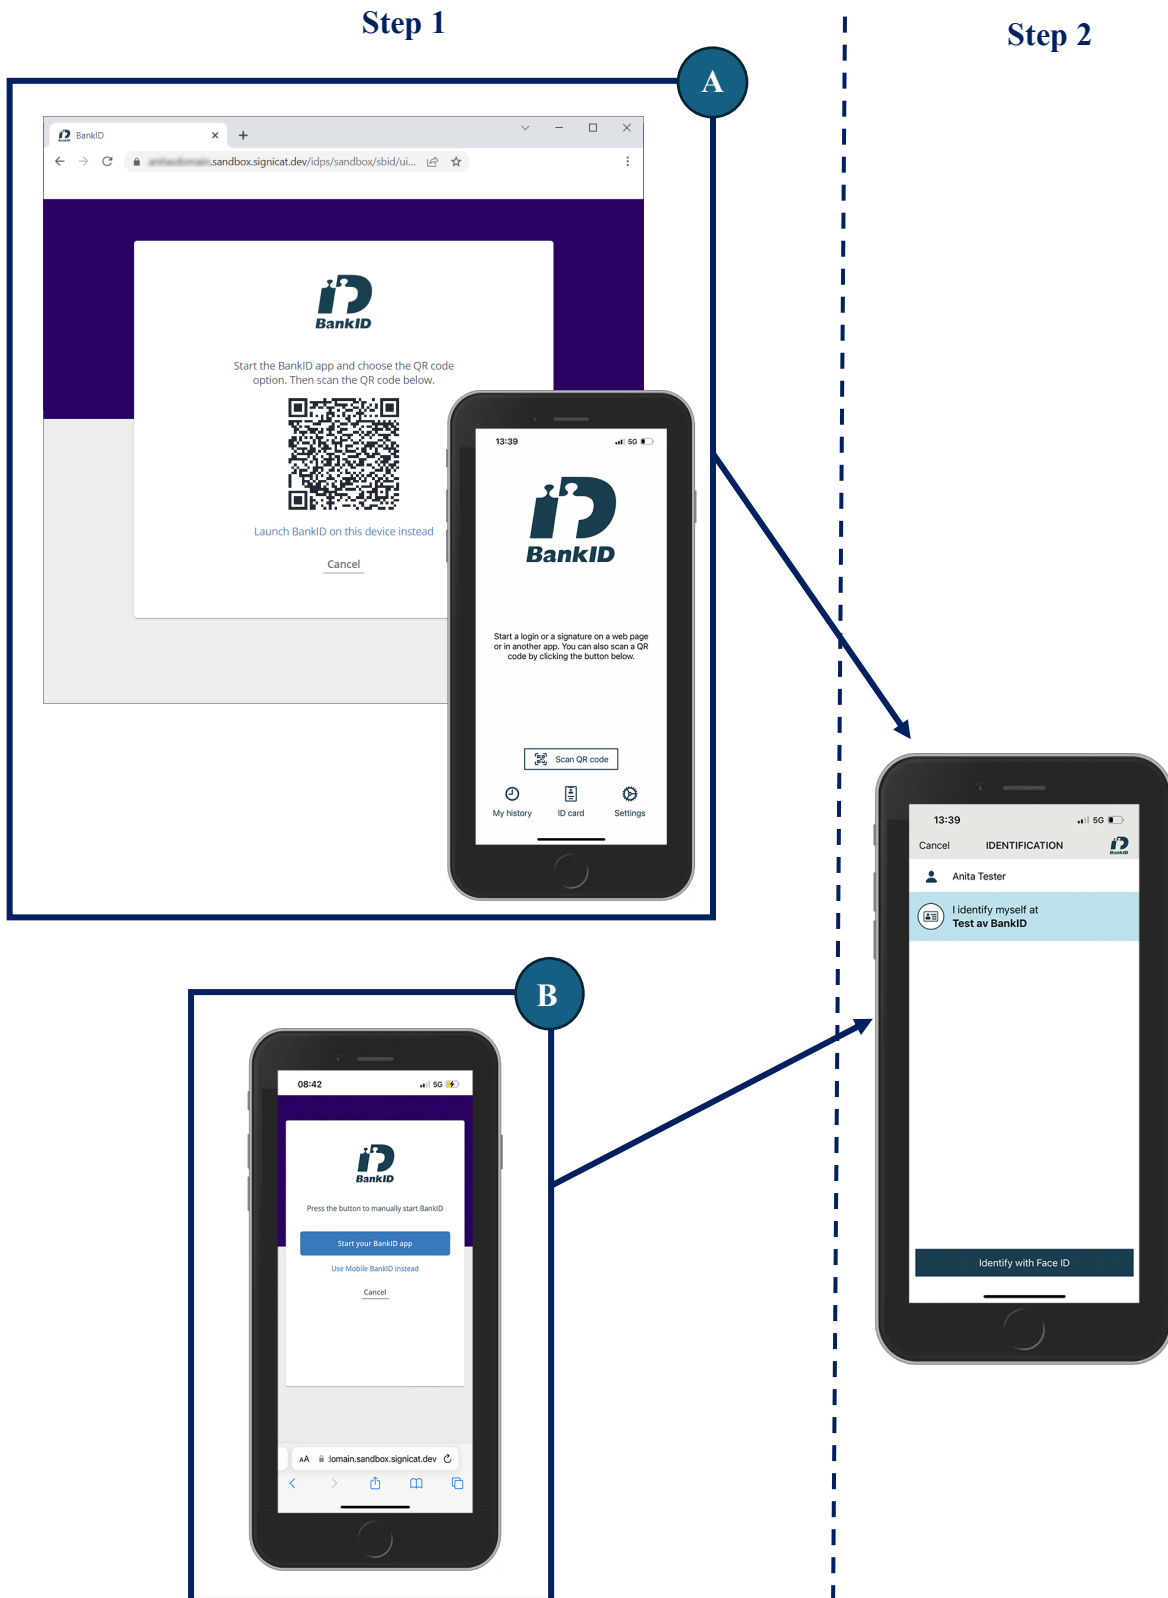 Step 1
Step 2
A
BankID
.sandbox.signicat.dev/idps/sandbox/sbid/ui...
BankID
Start the BankID app and choose the QR code
option. Then scan the QR code below.
Launch BankID on this device instead
Cancel
13:39
5G
BankID
Start a login or a signature on a web page
or in another app. You can also scan a QR
code by clicking the button below.
Scan QR code
My history
ID card
Settings
13:39
5G
Cancel
IDENTIFICATION
BankID
Anita Tester
I identify myself at
Test av BankID
Identify with Face ID
B
08:42
5G
BankID
Press the button to manually start BankID
Start your BankID app
Use Mobile BankID instead
Cancel
AA
domain.sandbox.signicat.dev